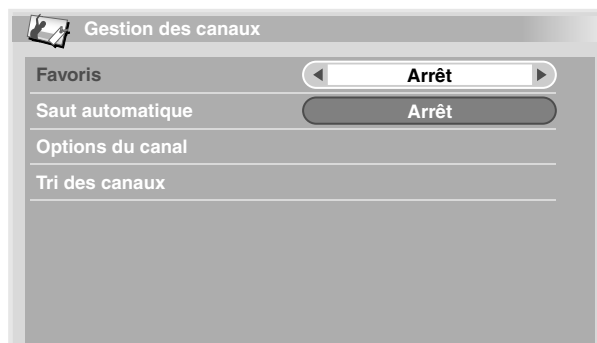 Gestion des canaux
Favoris Arrêt
Saut automatique Arrêt
Options du canal
Tri des canaux